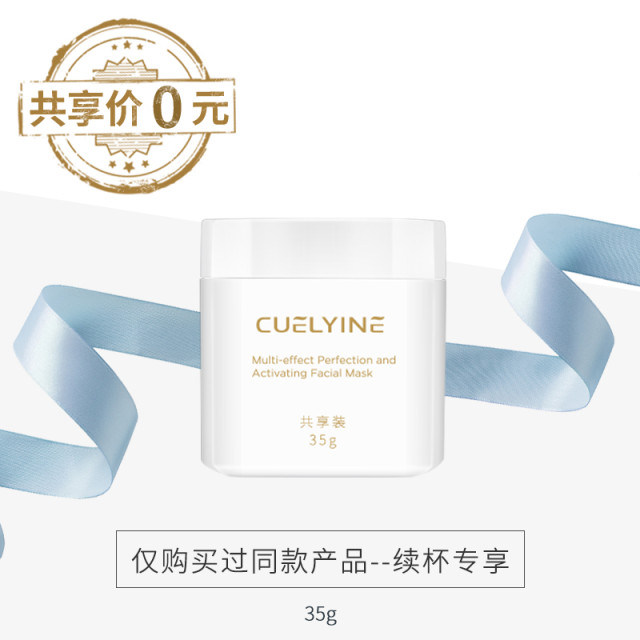 共享价0元
CUELYINE
Multi-effect Perfection and
Activating Facial Mask
共享装
35g
仅购买过同款产品--续杯专享
35g